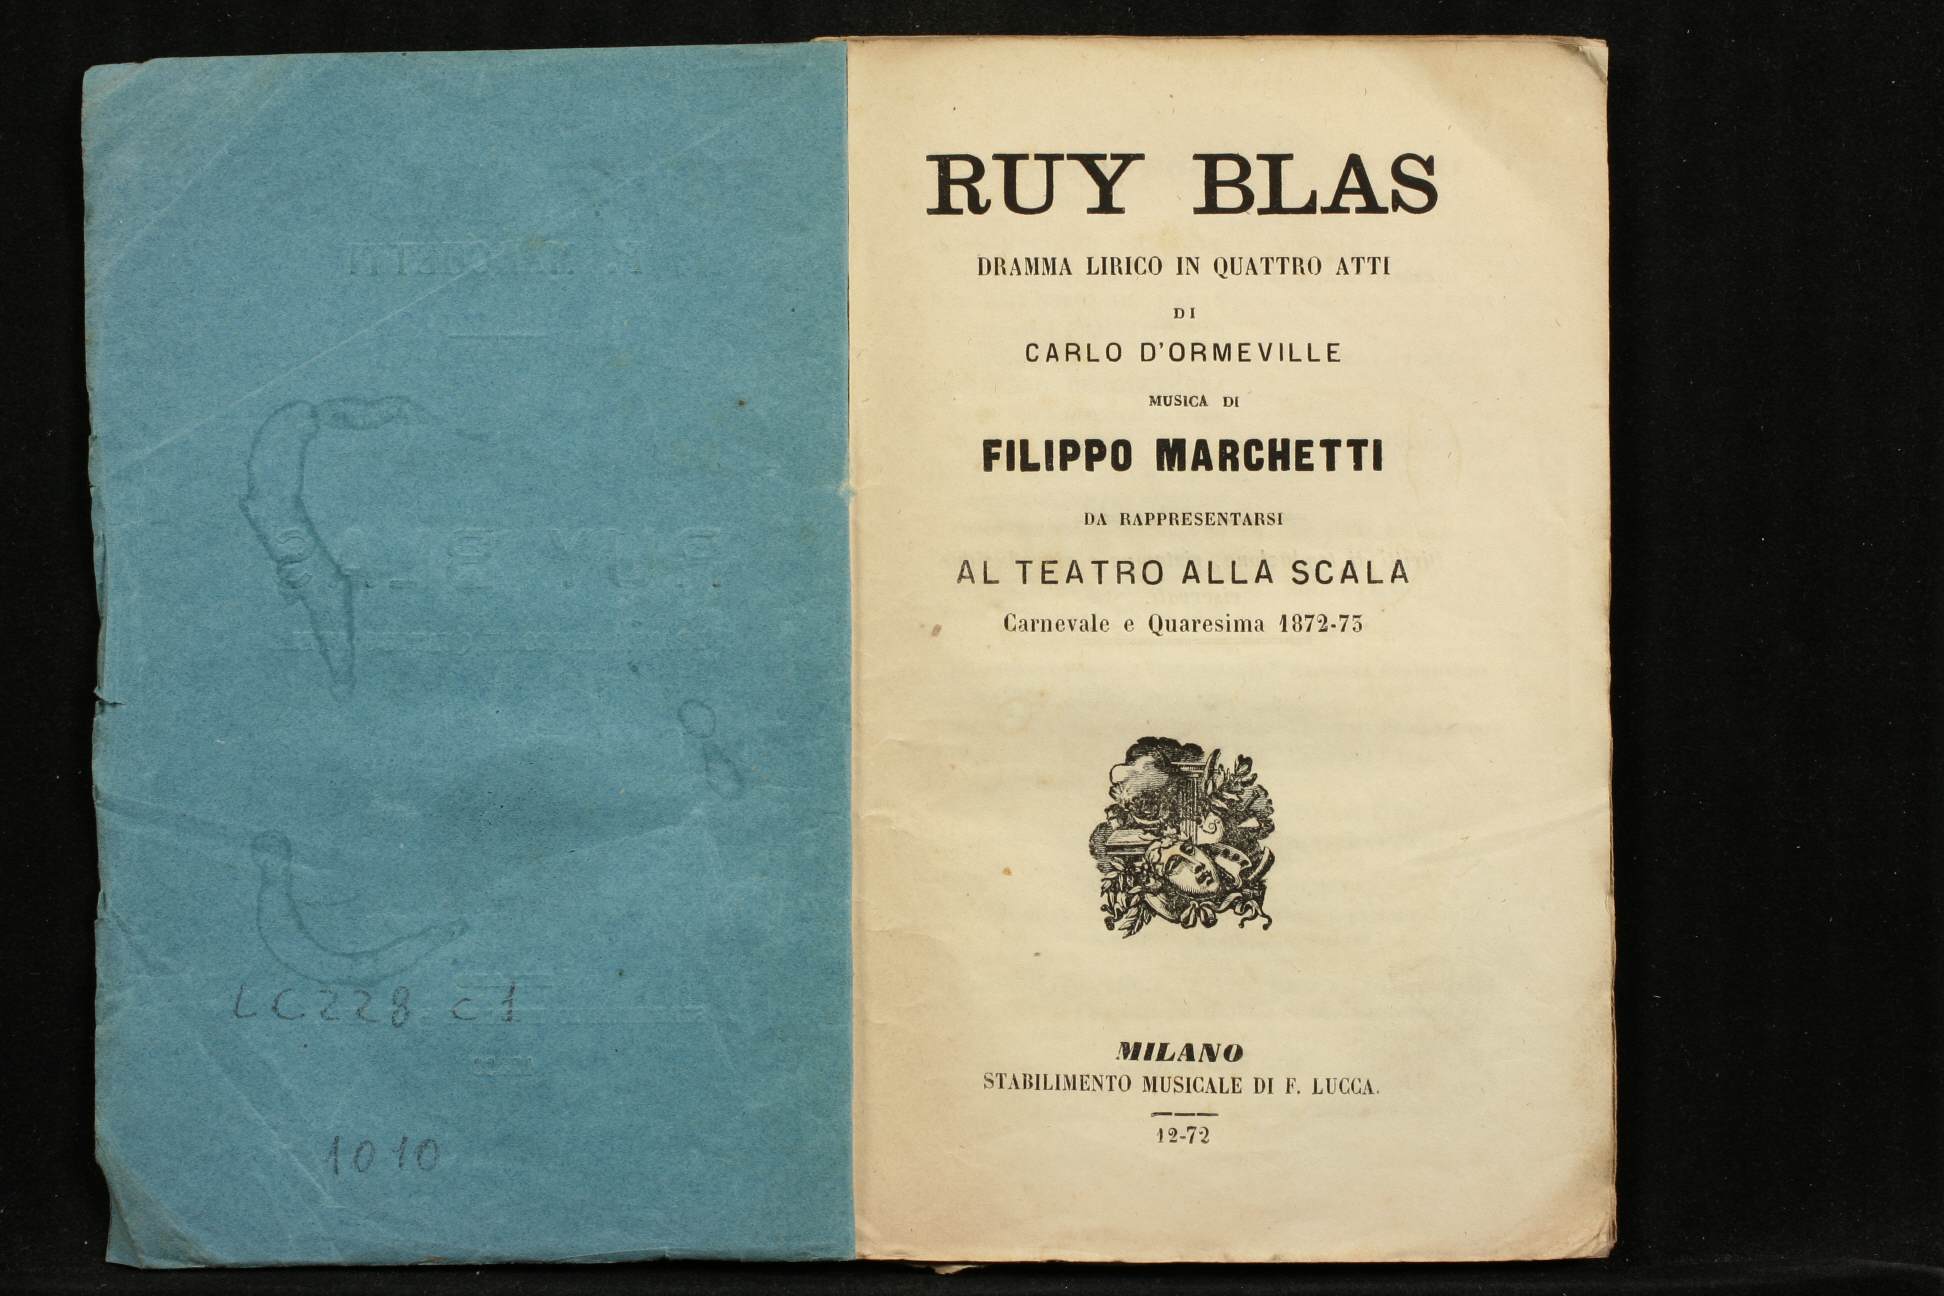 LC228 c1
1010
RUY BLAS
DRAMMA LIRICO IN QUATTRO ATTI
DI
CARLO D'ORMEVILLE
MUSICA DI
FILIPPO MARCHETTI
DA RAPPRESENTARSI
AL TEATRO ALLA SCALA
Carnevale e Quaresima 1872-73
MILANO
STABILIMENTO MUSICALE DI F. LUCCA.
12-72